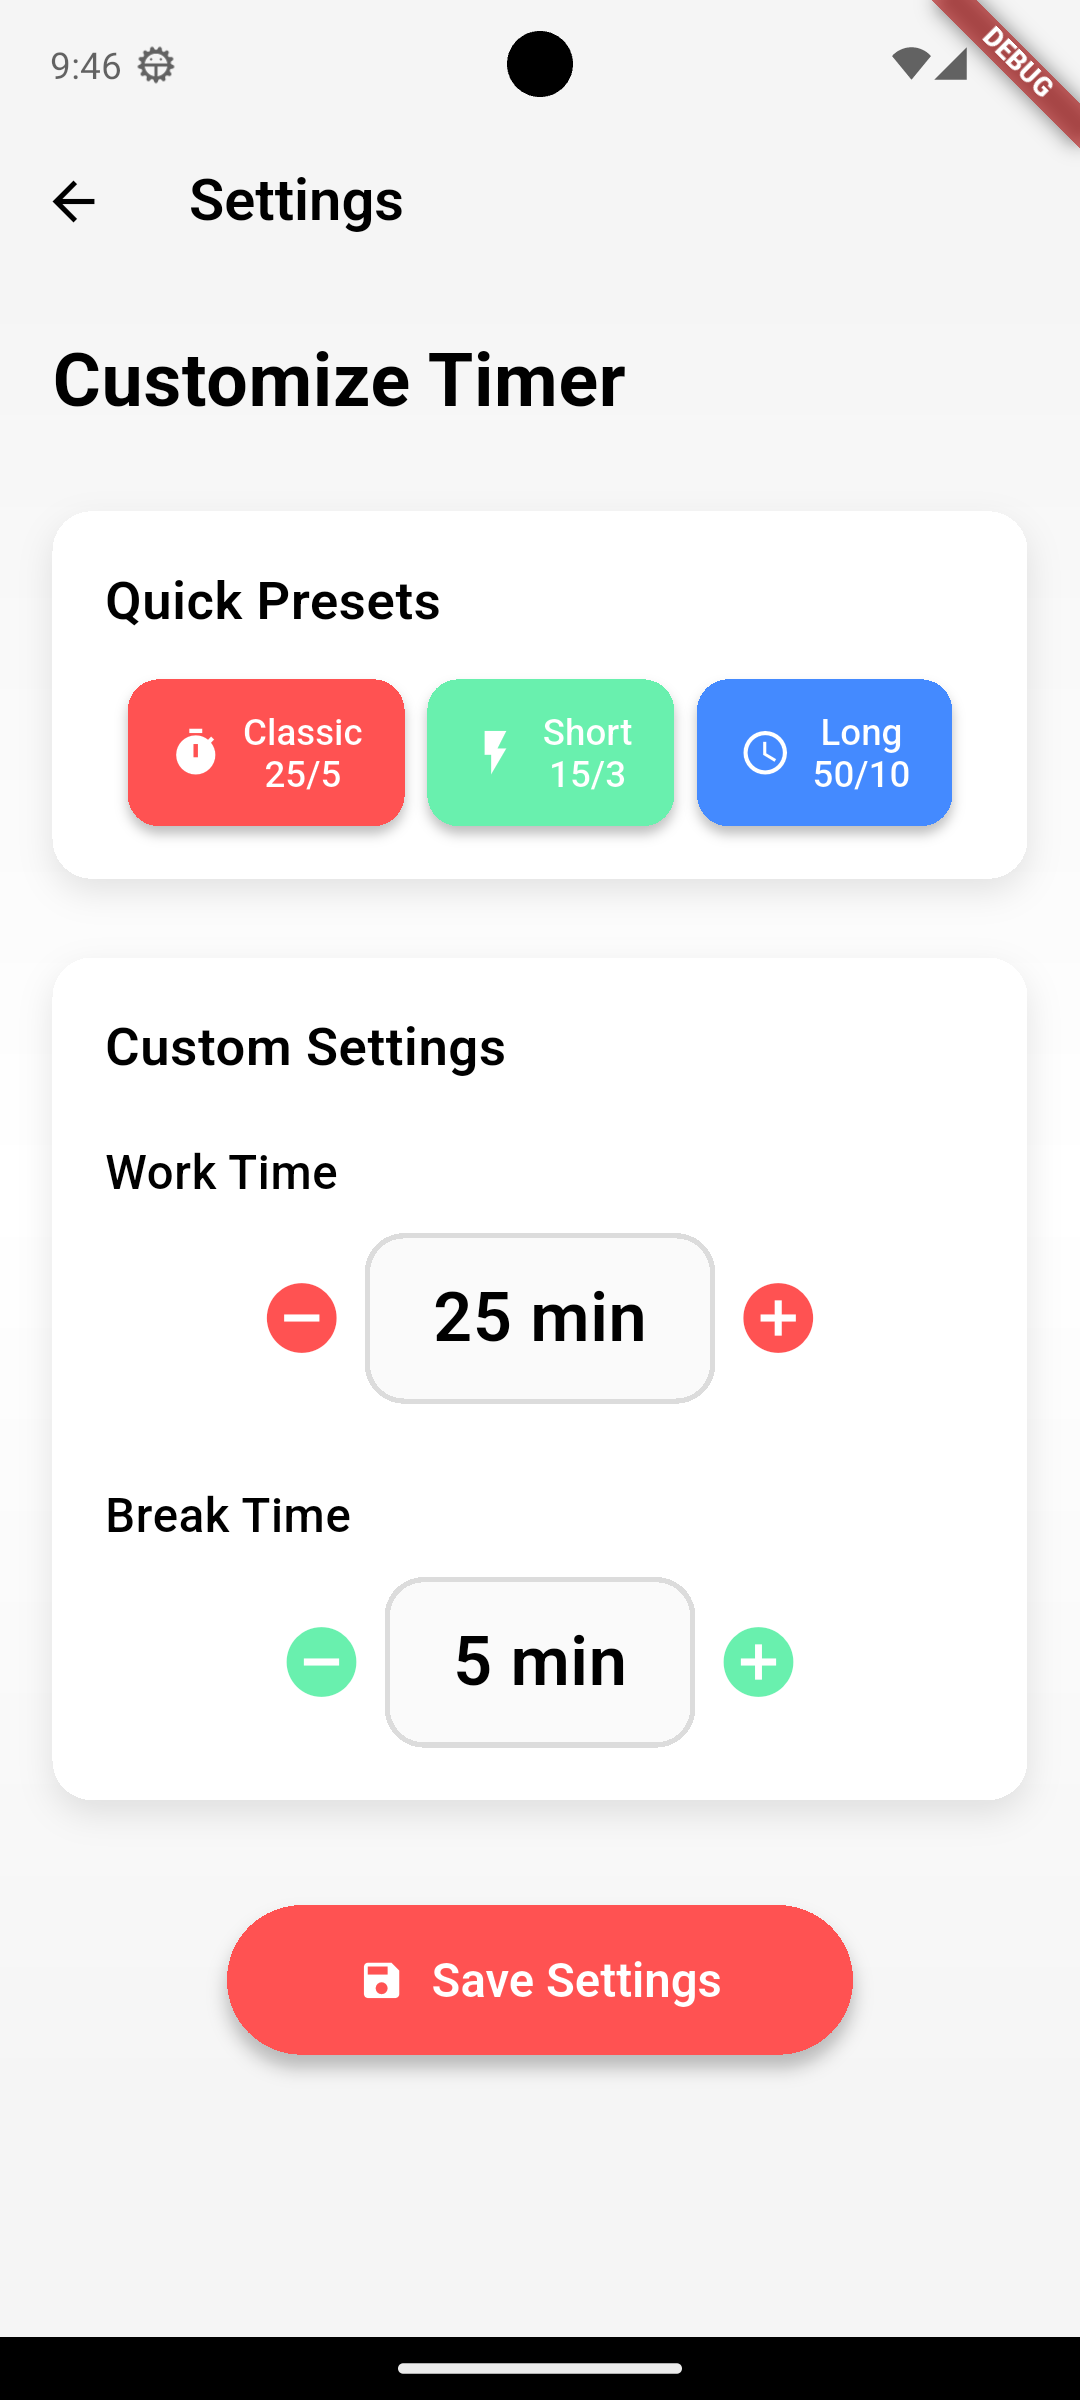 9:46
DEBUG
Settings
Customize Timer
Quick Presets
Classic
25/5
Short
15/3
Long
50/10
Custom Settings
Work Time
25 min
Break Time
5 min
Save Settings